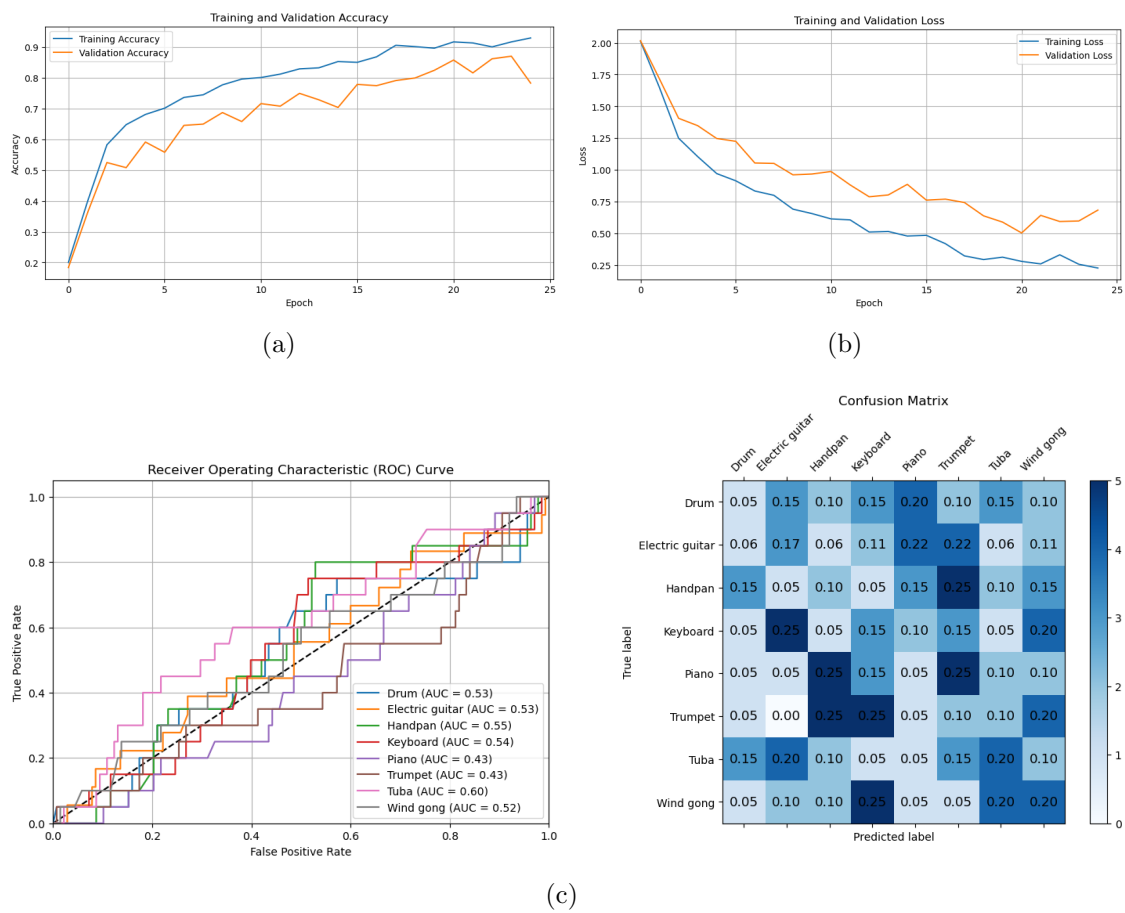 Training and Validation Accuracy
Training Accuracy
Validation Accuracy
0.9
0.8
0.7
0.6
0.5
0.4
0.3
0.2
Accuracy
0 5 10 15 20 25
Epoch
(a)
Training and Validation Loss
Training Loss
Validation Loss
2.00
1.75
1.50
1.25
1.00
0.75
0.50
0.25
Loss
0 5 10 15 20 25
Epoch
(b)
Receiver Operating Characteristic (ROC) Curve
1.0
0.8
0.6
0.4
0.2
0.0
True Positive Rate
Drum (AUC = 0.53)
Electric guitar (AUC = 0.53)
Handpan (AUC = 0.55)
Keyboard (AUC = 0.54)
Piano (AUC = 0.43)
Trumpet (AUC = 0.43)
Tuba (AUC = 0.60)
Wind gong (AUC = 0.52)
0.0 0.2 0.4 0.6 0.8 1.0
False Positive Rate
Confusion Matrix
Drum Electric guitar Handpan Keyboard Piano Trumpet Tuba Wind gong
True label
Drum 0.05 0.15 0.10 0.15 0.20 0.10 0.15 0.10
Electric guitar 0.06 0.17 0.06 0.11 0.22 0.22 0.06 0.11
Handpan 0.15 0.05 0.10 0.05 0.15 0.25 0.10 0.15
Keyboard 0.05 0.25 0.05 0.15 0.10 0.15 0.05 0.20
Piano 0.05 0.05 0.25 0.15 0.05 0.25 0.10 0.10
Trumpet 0.05 0.00 0.25 0.25 0.05 0.10 0.10 0.20
Tuba 0.15 0.20 0.10 0.05 0.05 0.15 0.20 0.10
Wind gong 0.05 0.10 0.10 0.25 0.05 0.05 0.20 0.20
Predicted label
5
4
3
2
1
0
(c)